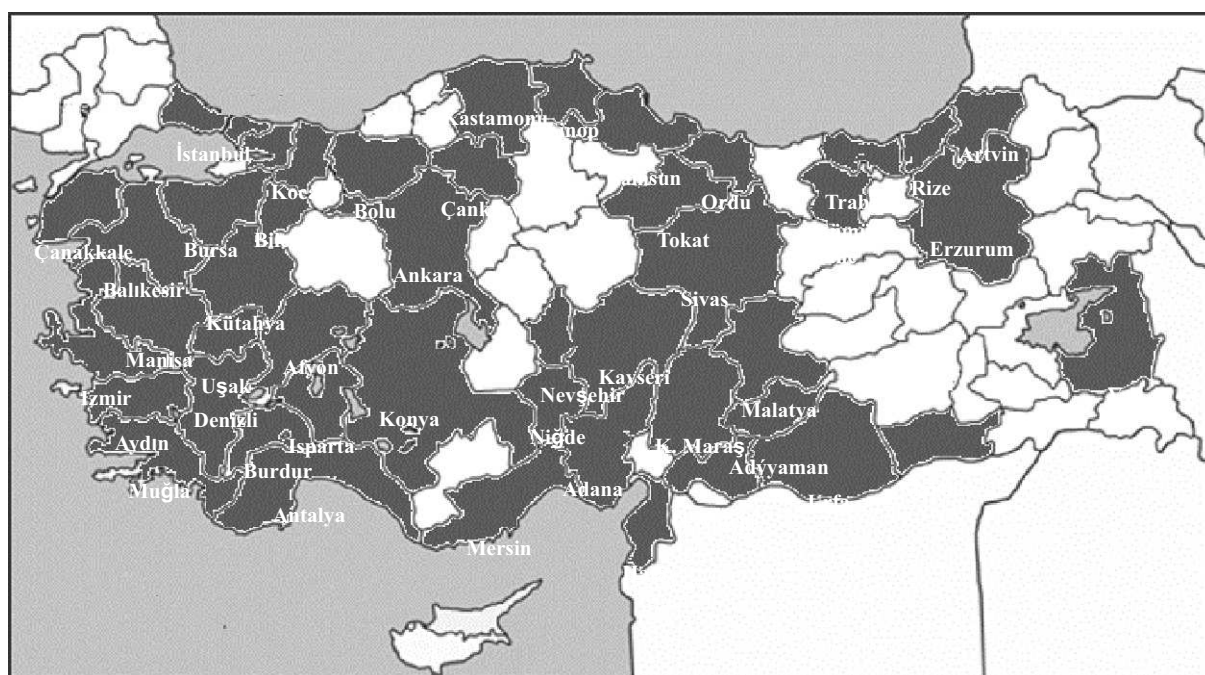 Kastamonu
İstanbul
Artvin
Rize
Bolu
Ordu
Çanakkale
Bursa
Tokat
Erzurum
Ankara
Balıkesir
Sivas
Kütahya
Manisa
Afyon
Kayseri
Uşak
İzmir
Nevşehir
Malatya
Denizli
Konya
Aydın
Isparta
Niğde
K. Maraş
Burdur
Adyyaman
Muğla
Adana
Antalya
Mersin